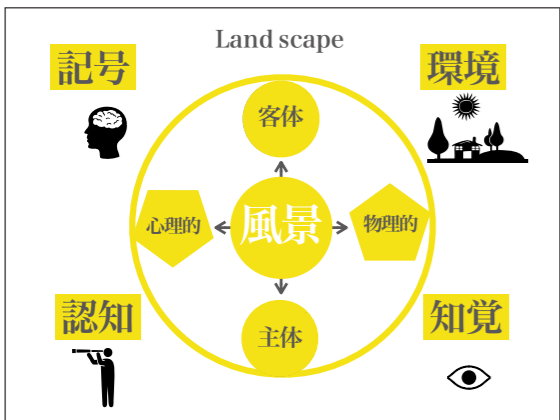 Land scape
記号
環境
客体
心理的
風景
物理的
主体
認知
知覚